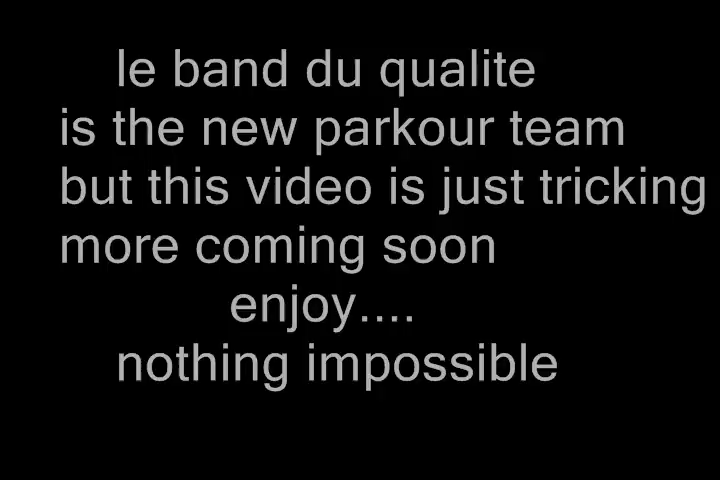 le band du qualite
is the new parkour team
but this video is just tricking
more coming soon
enjoy....
nothing impossible